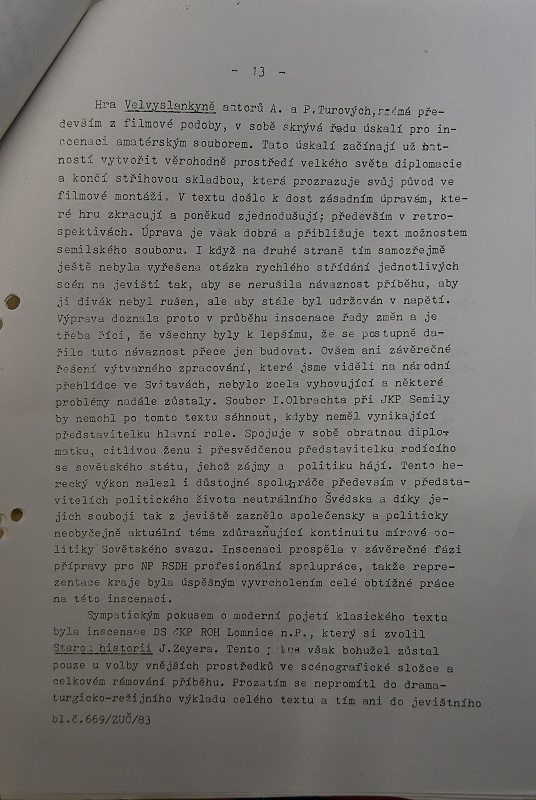 - 13 -
Hra Velvyslankyně autorů A. a P.Turových, známá pře-
devším z filmové podoby, v sobě skrývá řadu úskalí pro in-
scenaci amatérským souborem. Tato úskalí začínají už nut-
ností vytvořit věrohodně prostředí velkého světa diplomacie
a končí střihovou skladbou, která prozrazuje svůj původ ve
filmové montáži. V textu došlo k dost zásadním úpravám, kte-
ré hru zkracují a poněkud zjednodušují; především v retro-
spektivách. Úprava je však dobrá a přibližuje text možnostem
semilského souboru. I když na druhé straně tím samozřejmě
ještě nebyla vyřešena otázka rychlého střídání jednotlivých
scén na jevišti tak, aby se nerušila návaznost příběhu, aby
ji divák nebyl rušen, ale aby stále byl udržován v napětí.
Výprava doznala proto v průběhu inscenace řady změn a je
třeba říci, že všechny byly k lepšímu, že se postupně da-
řilo tuto návaznost přece jen budovat. Ovšem ani závěrečné
řešení výtvarného zpracování, které jsme viděli na národní
přehlídce ve Svitavách, nebylo zcela vyhovující a některé
problémy nadále zůstaly. Soubor I.Olbrachta při JKP Semily
by nemohl po tomto textu sáhnout, kdyby neměl vynikající
představitelku hlavní role. Spojuje v sobě obratnou diplo-
matku, citlivou ženu i přesvědčenou představitelku rodícího
se sovětského státu, jehož zájmy a politiku hájí. Tento he-
recký výkon nalezl i důstojné spoluhráče především v předsta-
vitelích politického života neutrálního Švédska a díky je-
jich souboji tak z jeviště zaznělo společensky a politicky
neobyčejně aktuální téma zdůrazňující kontinuitu mírové po-
litiky Sovětského svazu. Inscenaci prospěla v závěrečné fázi
přípravy pro NP RSDH profesionální spolupráce, takže repre-
zentace kraje byla úspěšným vyvrcholením celé obtížné práce
na této inscenaci.
Sympatickým pokusem o moderní pojetí klasického textu
byla inscenace DS JKP ROH Lomnice n.P., který si zvolil
Starou historii J.Zeyera. Tento pokus však bohužel zůstal
pouze u volby vnějších prostředků ve scénografické složce a
celkovém rámování příběhu. Prozatím se nepromítl do drama-
turgicko-režijního výkladu celého textu a tím ani do jevištního
bl.č.669/ZUČ/83